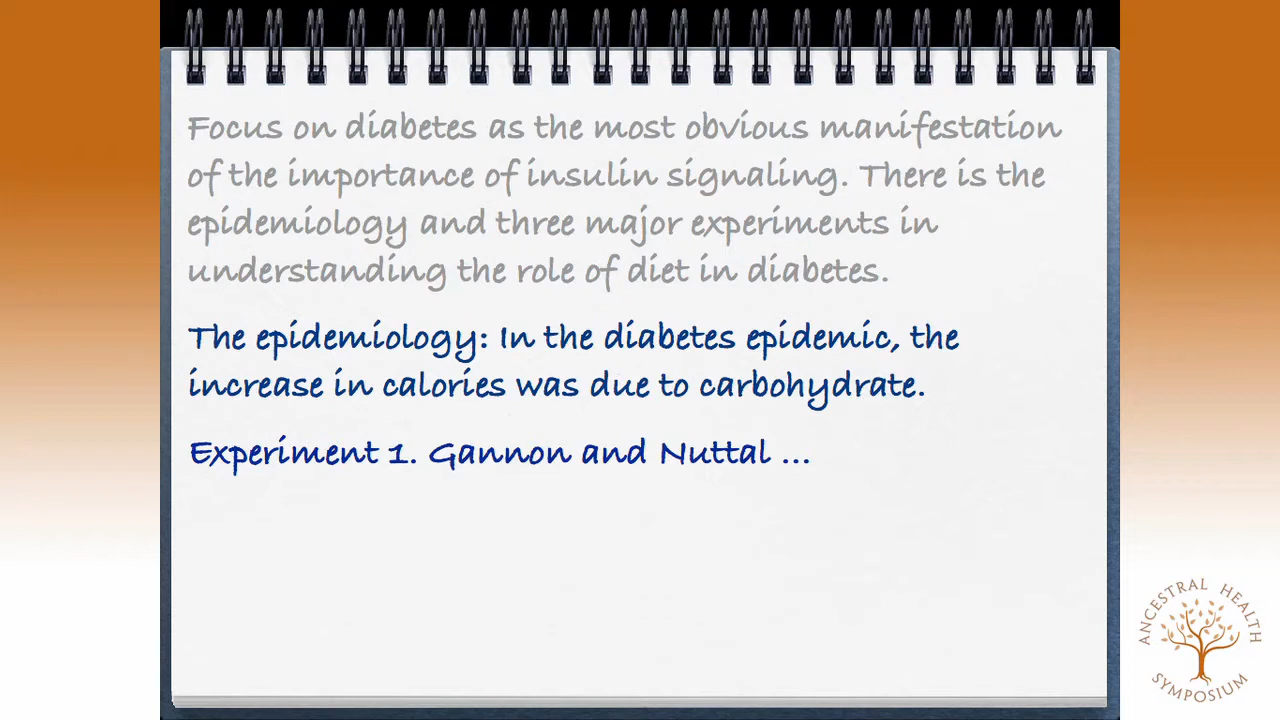 Focus on diabetes as the most obvious manifestation
of the importance of insulin signaling. There is the
epidemiology and three major experiments in
understanding the role of diet in diabetes.
The epidemiology: In the diabetes epidemic, the
increase in calories was due to carbohydrate.
Experiment 1. Gannon and Nuttal ...
ANCESTRAL HEALTH
SYMPOSIUM